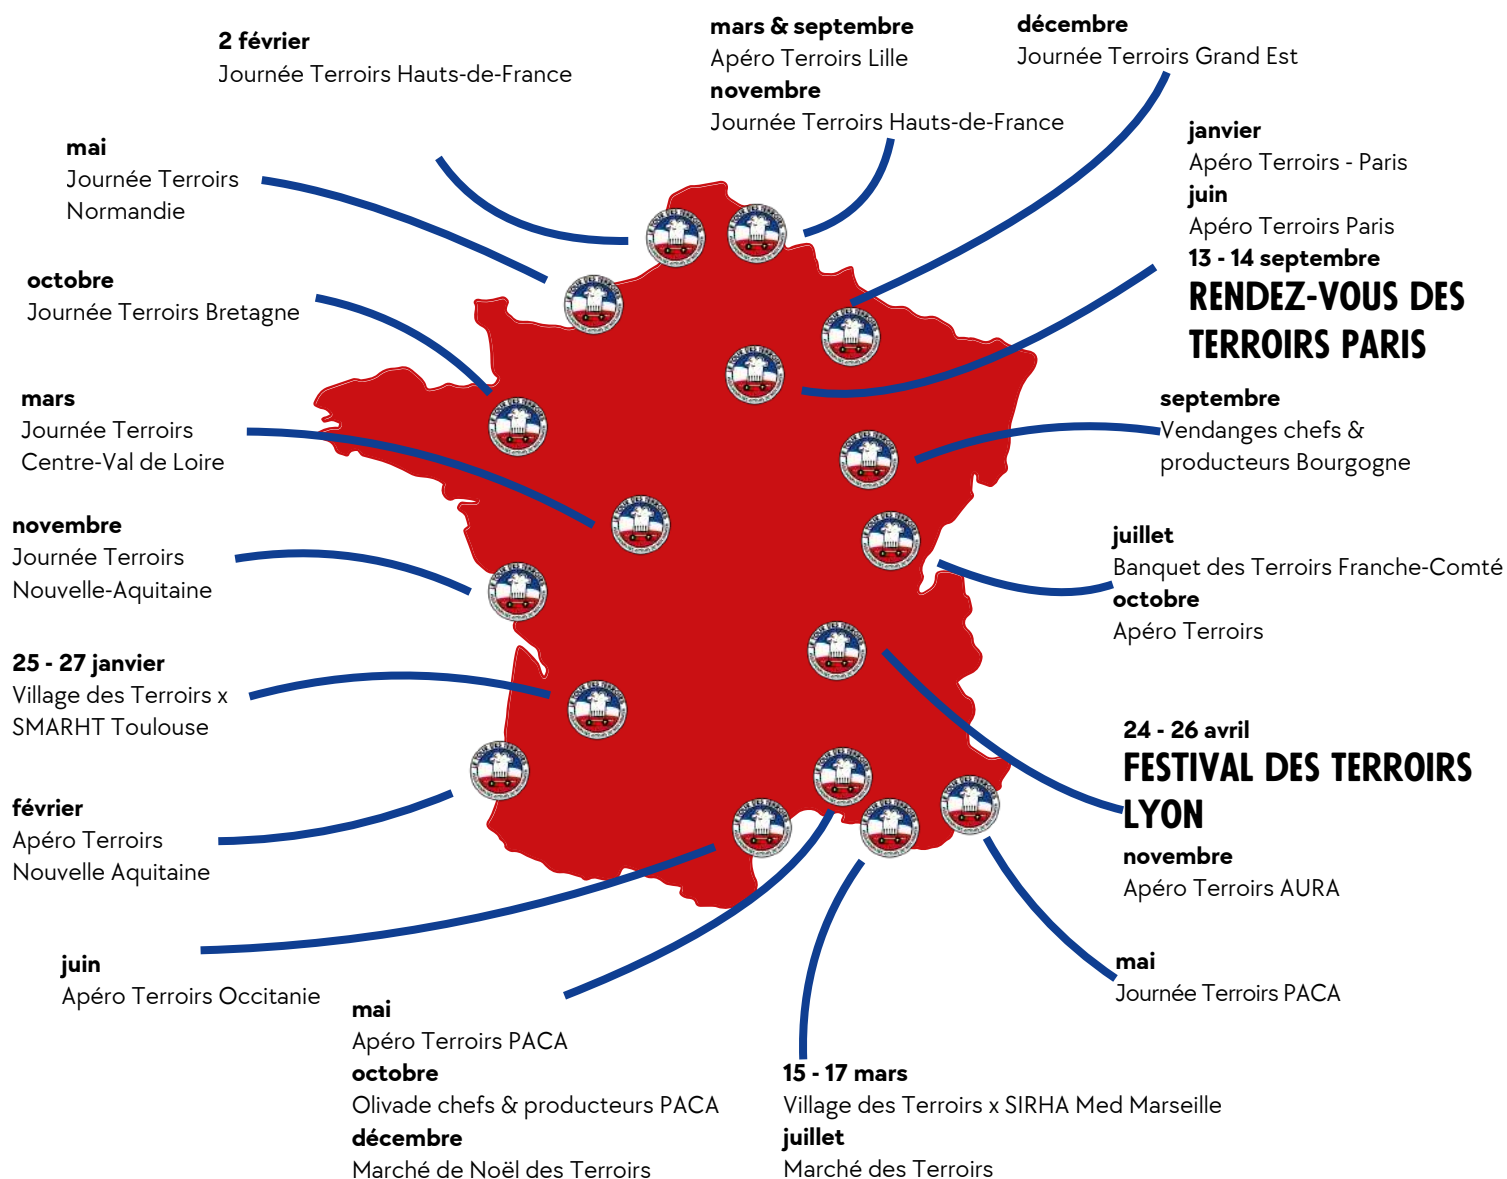 2 février
Journée Terroirs Hauts-de-France
mars & septembre
Apéro Terroirs Lille
novembre
Journée Terroirs Hauts-de-France
décembre
Journée Terroirs Grand Est
janvier
Apéro Terroirs - Paris
juin
Apéro Terroirs Paris
13 - 14 septembre
RENDEZ-VOUS DES
TERROIRS PARIS
mai
Journée Terroirs
Normandie
octobre
Journée Terroirs Bretagne
mars
Journée Terroirs
Centre-Val de Loire
septembre
Vendanges chefs &
producteurs Bourgogne
novembre
Journée Terroirs
Nouvelle-Aquitaine
juillet
Banquet des Terroirs Franche-Comté
octobre
Apéro Terroirs
25 - 27 janvier
Village des Terroirs x
SMARHT Toulouse
24 - 26 avril
FESTIVAL DES TERROIRS
LYON
novembre
Apéro Terroirs AURA
février
Apéro Terroirs
Nouvelle Aquitaine
juin
Apéro Terroirs Occitanie
mai
Journée Terroirs PACA
mai
Apéro Terroirs PACA
octobre
Olivade chefs & producteurs PACA
décembre
Marché de Noël des Terroirs
15 - 17 mars
Village des Terroirs x SIRHA Med Marseille
juillet
Marché des Terroirs
LE TOUR DES TERROIRS